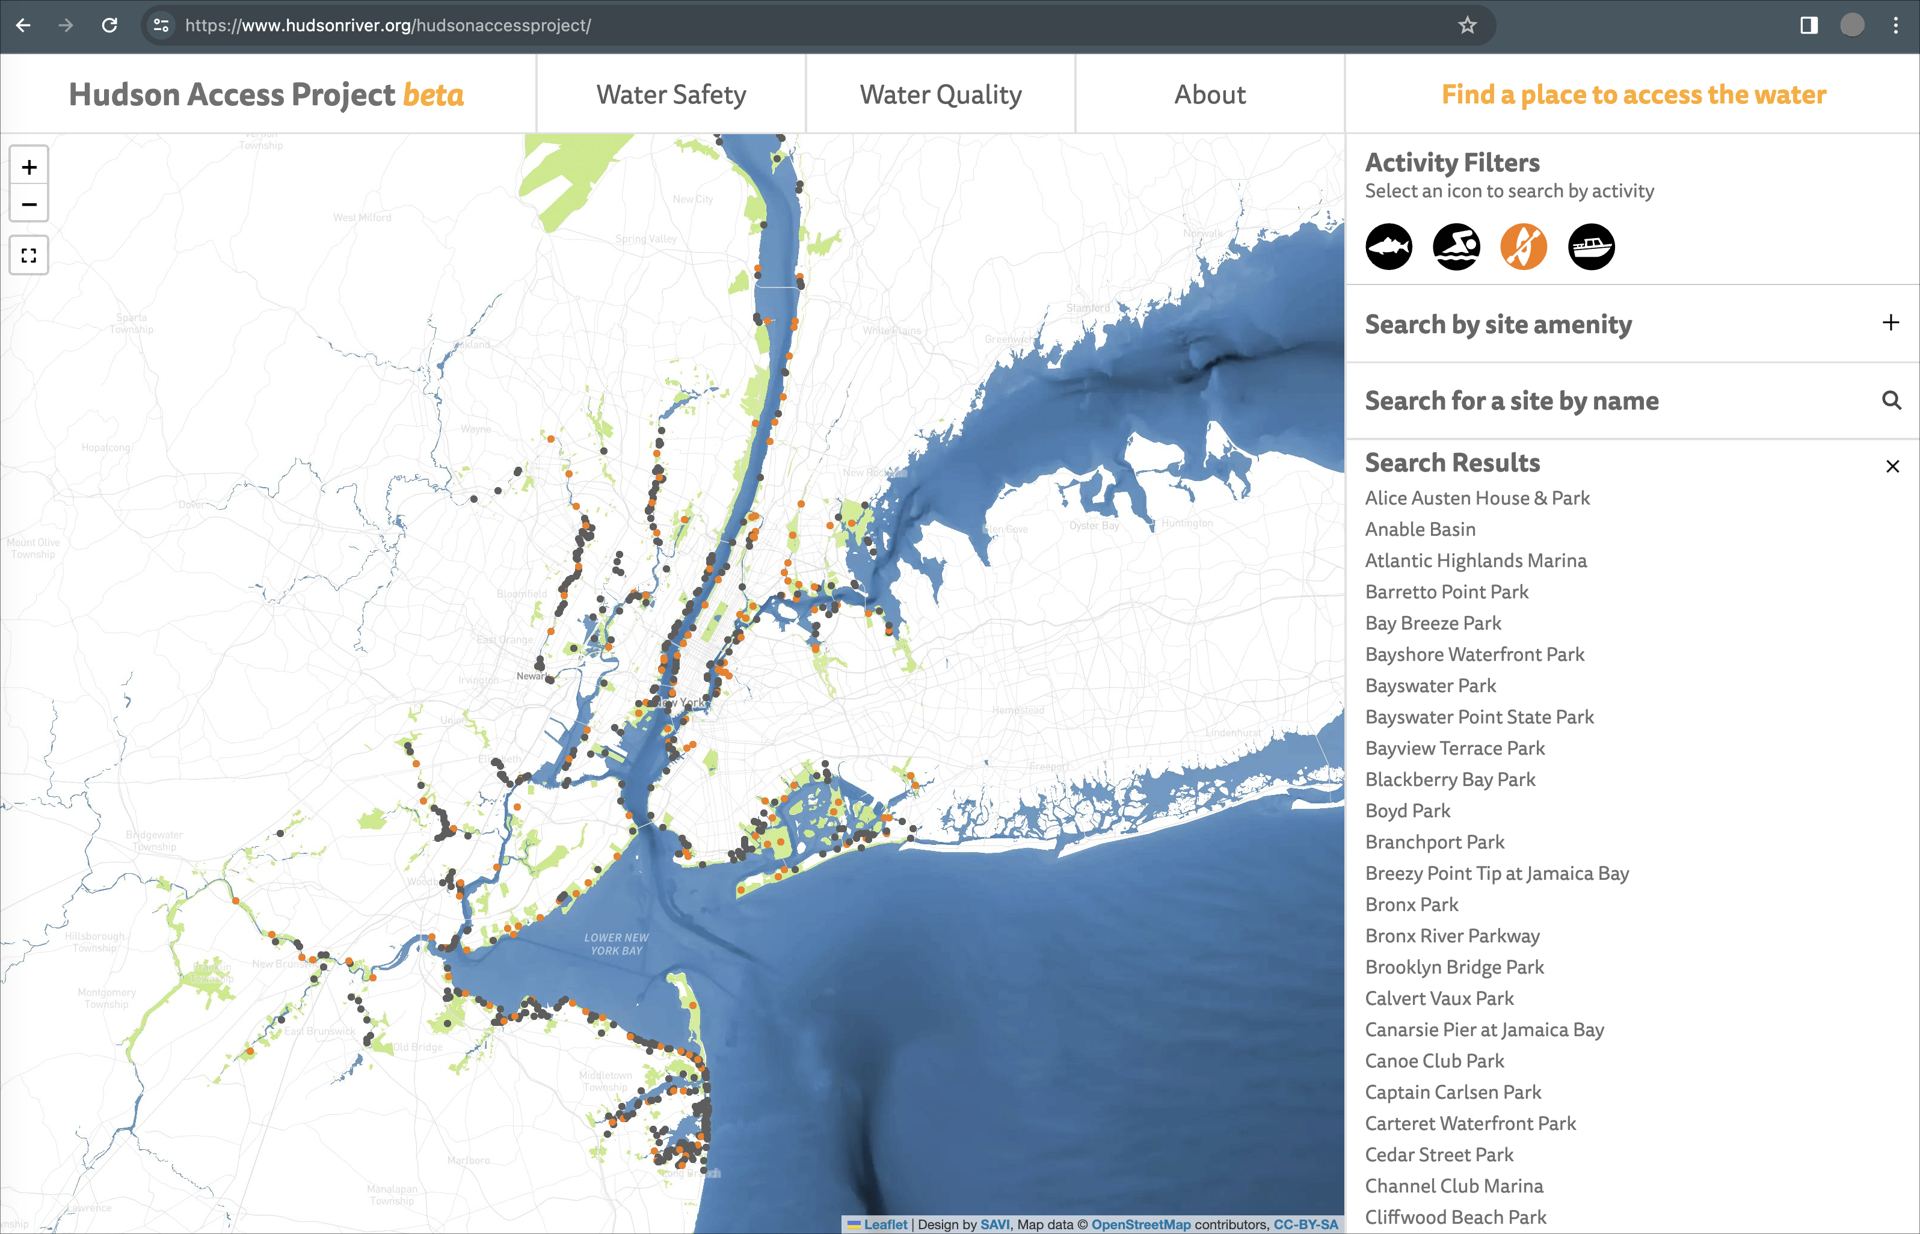 https://www.hudsonriver.org/hudsonaccessproject/
Hudson Access Project beta
Water Safety
Water Quality
About
Find a place to access the water
+
−
Activity Filters
Select an icon to search by activity
Search by site amenity
+
Search for a site by name
Search Results
Alice Austen House & Park
Anable Basin
Atlantic Highlands Marina
Barretto Point Park
Bay Breeze Park
Bayshore Waterfront Park
Bayswater Park
Bayswater Point State Park
Bayview Terrace Park
Blackberry Bay Park
Boyd Park
Branchport Park
Breezy Point Tip at Jamaica Bay
Bronx Park
Bronx River Parkway
Brooklyn Bridge Park
Calvert Vaux Park
Canarsie Pier at Jamaica Bay
Canoe Club Park
Captain Carlsen Park
Carteret Waterfront Park
Cedar Street Park
Channel Club Marina
Cliffwood Beach Park
Township
West Milford
New City
Spring Valley
Norwalk
Sparta
Township
Stamford
White Plains
Greenwich
Wayne
Hopatcong
Dover
Mount Olive
Township
Glen Cove
Oyster Bay
Huntington
Bloomfield
East Orange
Newark
Irvington
New York
Hempstead
Union
Lindenhurst
Freeport
Bridgewater
Township
Hillsborough
Township
LOWER NEW
YORK BAY
Montgomery
Township
East Brunswick
Old Bridge
Middletown
Township
Marlboro
Manalapan
Township
Lawrence
Leaflet | Design by SAVI, Map data © OpenStreetMap contributors, CC-BY-SA